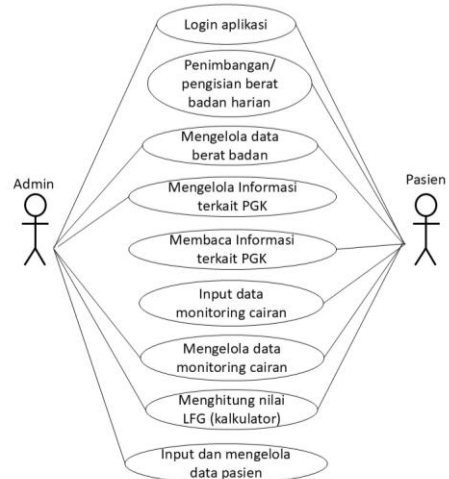 Login aplikasi
Penimbangan/
pengisian berat
badan harian
Mengelola data
berat badan
Admin
Pasien
Mengelola Informasi
terkait PGK
Membaca Informasi
terkait PGK
Input data
monitoring cairan
Mengelola data
monitoring cairan
Menghitung nilai
LFG (kalkulator)
Input dan mengelola
data pasien